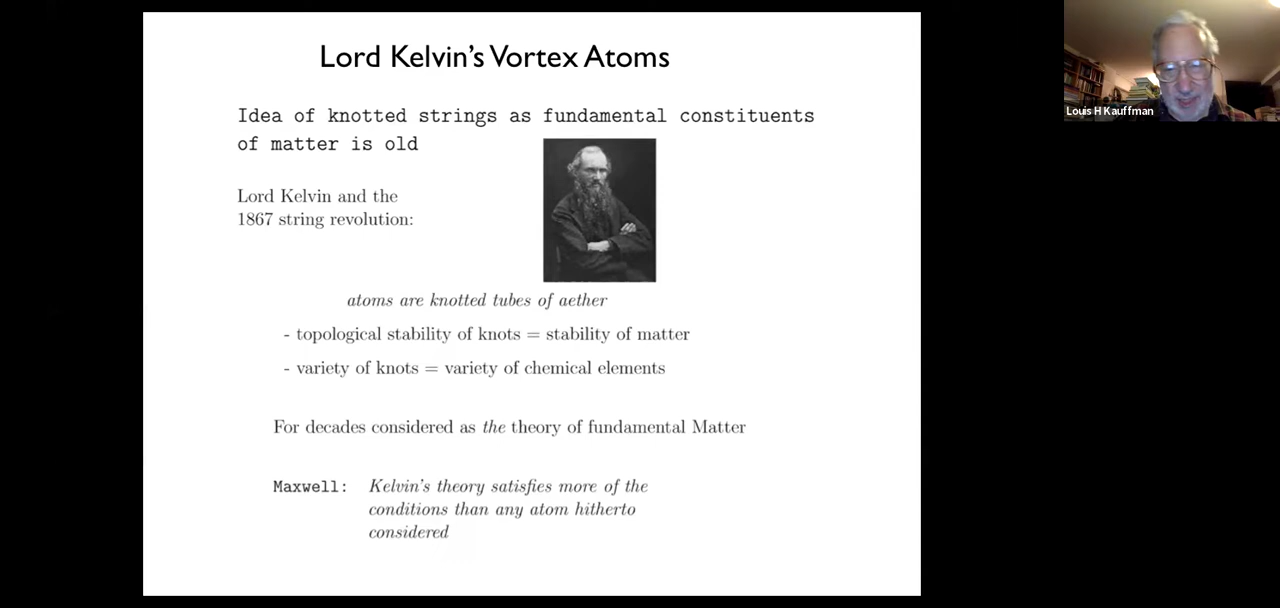 Lord Kelvin's Vortex Atoms
Idea of knotted strings as fundamental constituents
of matter is old
Lord Kelvin and the
1867 string revolution:
atoms are knotted tubes of aether
- topological stability of knots = stability of matter
- variety of knots = variety of chemical elements
For decades considered as the theory of fundamental Matter
Maxwell: Kelvin's theory satisfies more of the
conditions than any atom hitherto
considered
Louis H Kauffman